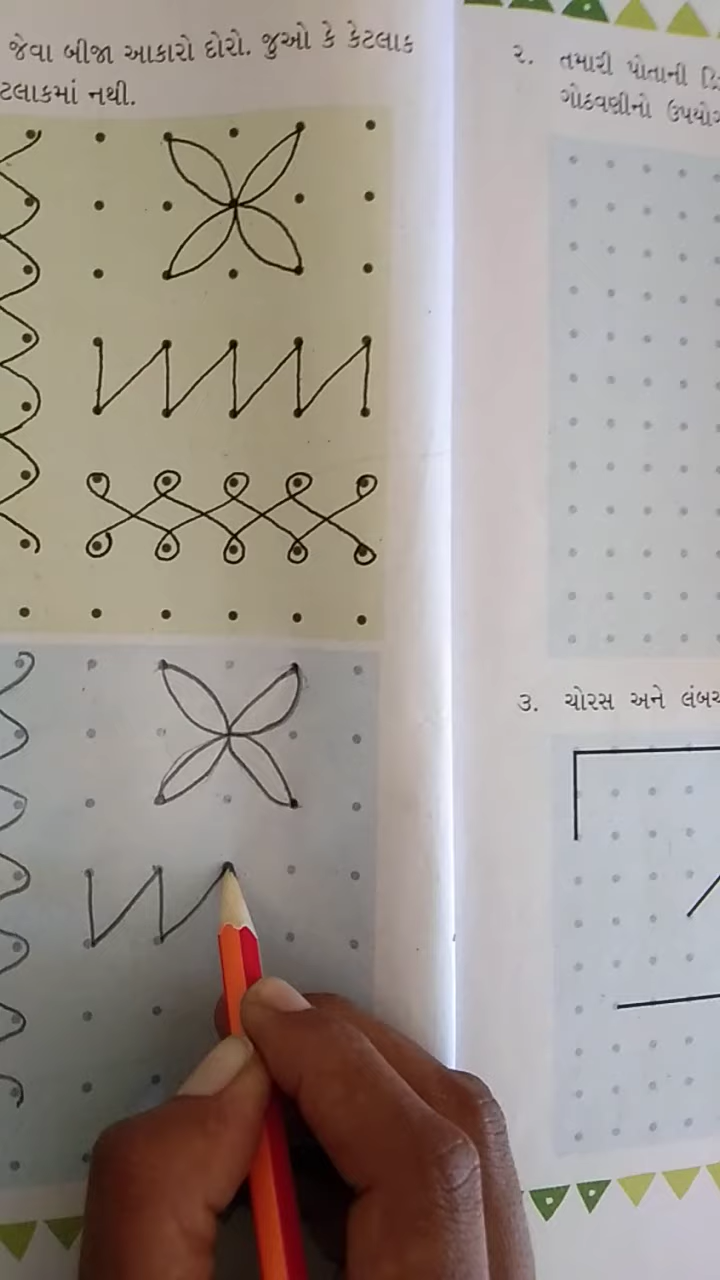 જેવા બીજા આકારો દોરો. જુઓ કે કેટલાક
ટલાકમાં નથી.
૨. તમારી પોતાની
ગોઠવણીનો
૩. ચોરસ અને